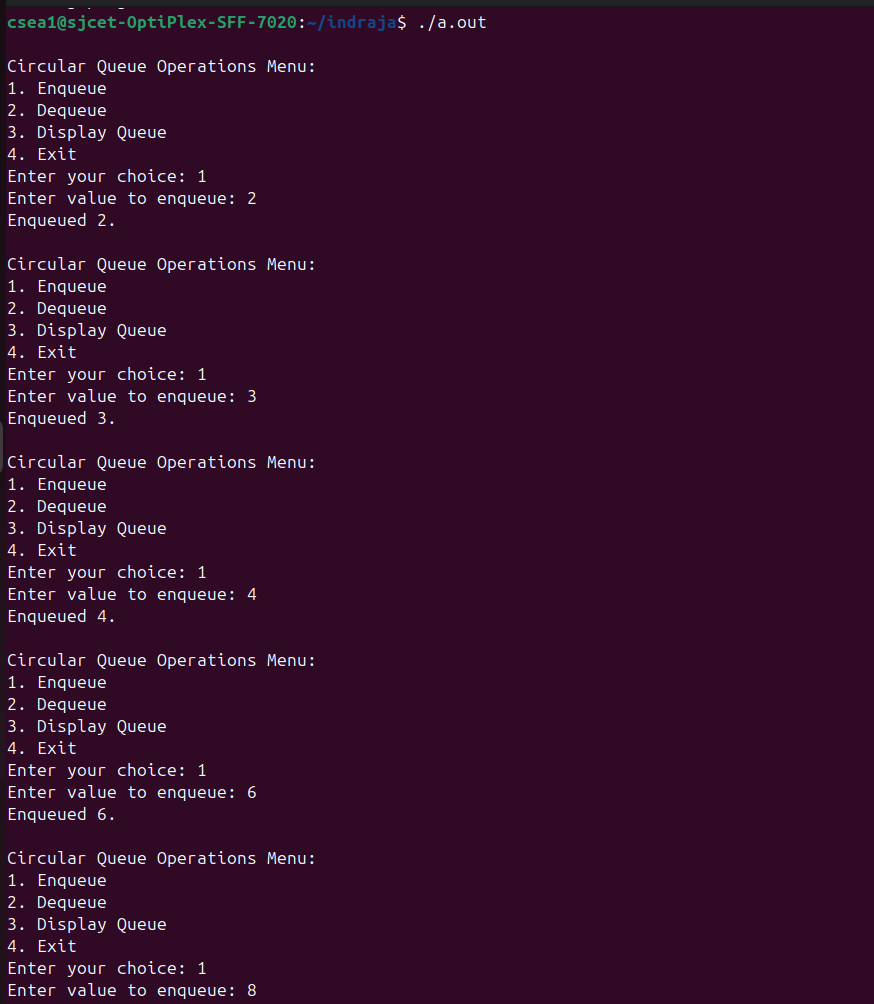 csea1@sjcet-OptiPlex-SFF-7020:~/indraja$ ./a.out
Circular Queue Operations Menu:
1. Enqueue
2. Dequeue
3. Display Queue
4. Exit
Enter your choice: 1
Enter value to enqueue: 2
Enqueued 2.
Circular Queue Operations Menu:
1. Enqueue
2. Dequeue
3. Display Queue
4. Exit
Enter your choice: 1
Enter value to enqueue: 3
Enqueued 3.
Circular Queue Operations Menu:
1. Enqueue
2. Dequeue
3. Display Queue
4. Exit
Enter your choice: 1
Enter value to enqueue: 4
Enqueued 4.
Circular Queue Operations Menu:
1. Enqueue
2. Dequeue
3. Display Queue
4. Exit
Enter your choice: 1
Enter value to enqueue: 6
Enqueued 6.
Circular Queue Operations Menu:
1. Enqueue
2. Dequeue
3. Display Queue
4. Exit
Enter your choice: 1
Enter value to enqueue: 8